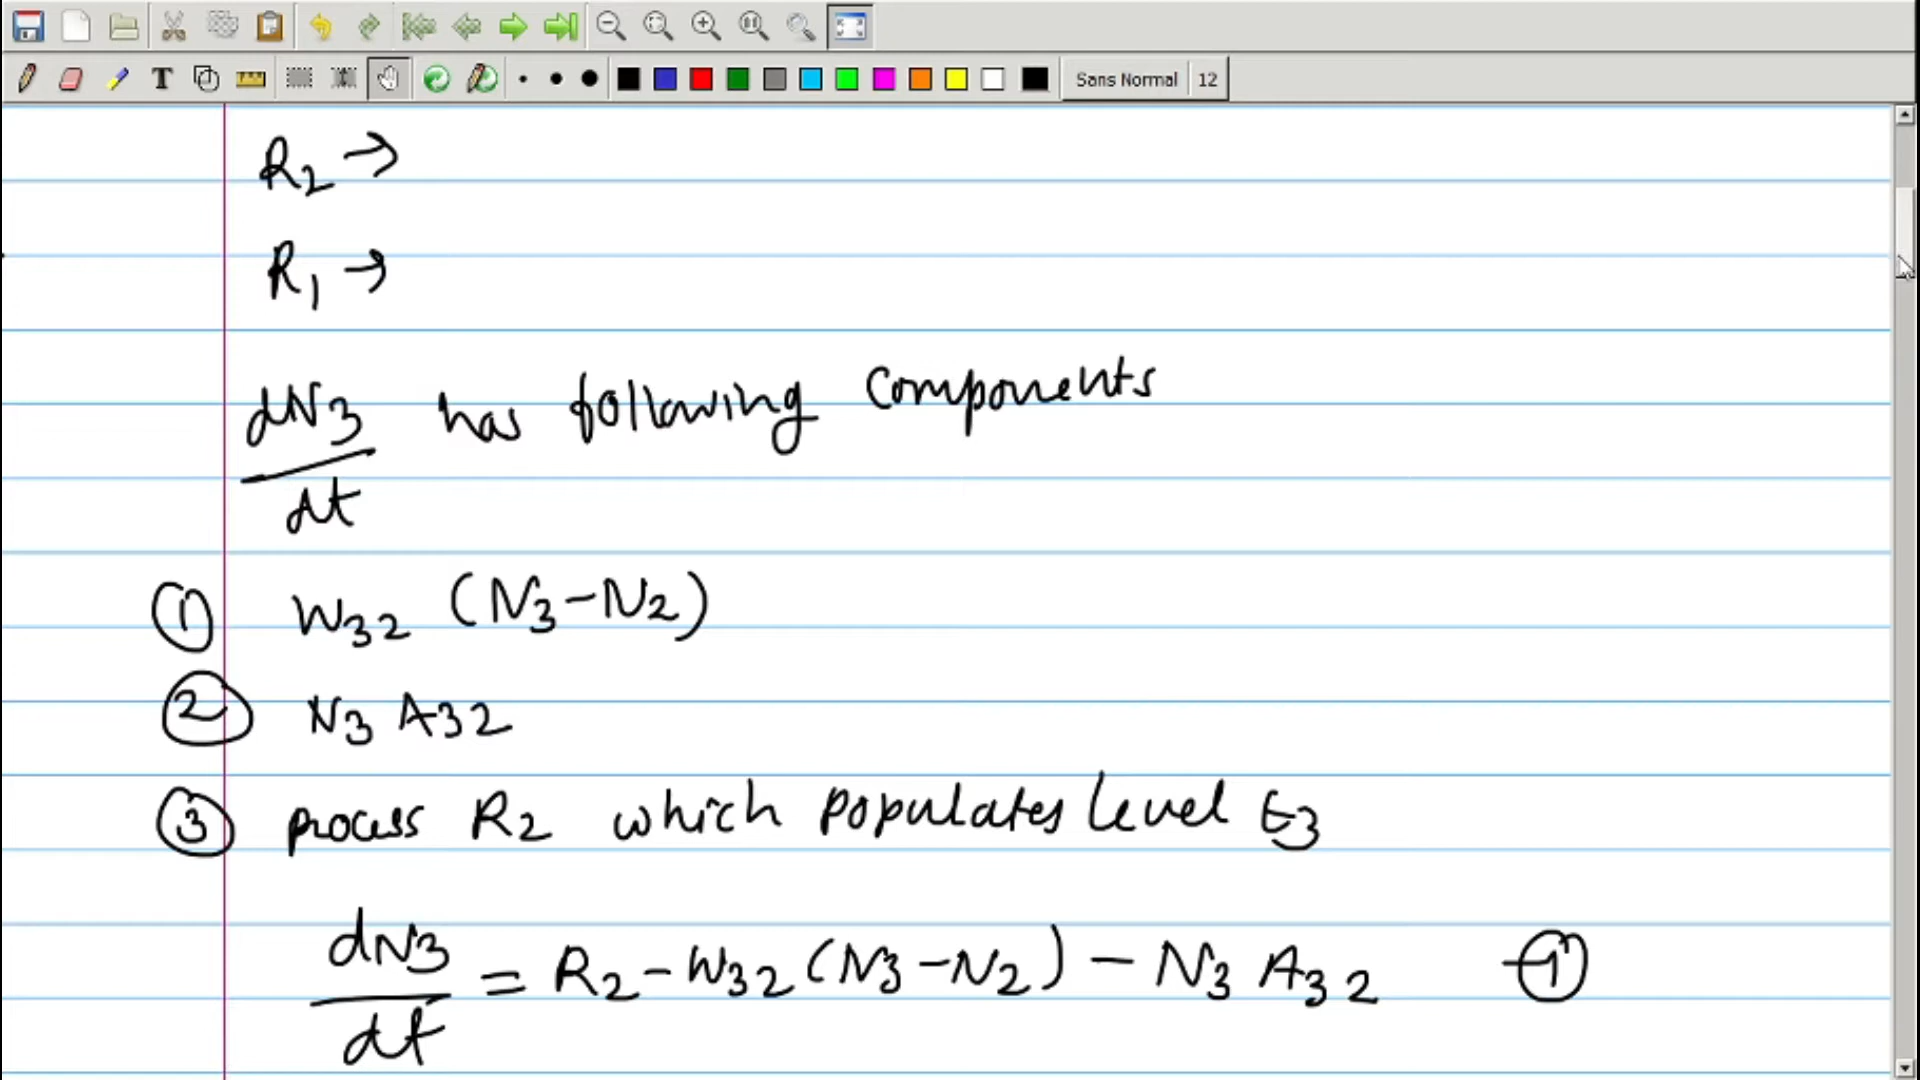 Sans Normal 12
R₂ →
R₁ →
dN₃/dt has following components
① W₃₂ (N₃-N₂)
② N₃ A₃₂
③ process R₂ which populates level E₃
dN₃/dt = R₂ - W₃₂ (N₃-N₂) - N₃ A₃₂ -①